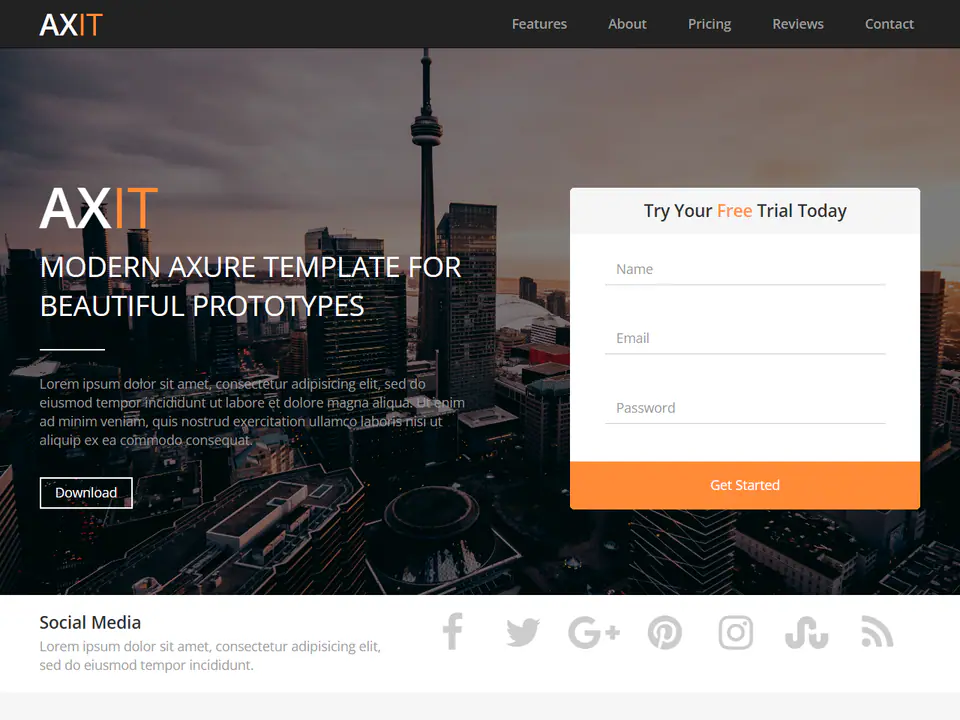 AXIT
Features About Pricing Reviews Contact
AXIT
MODERN AXURE TEMPLATE FOR
BEAUTIFUL PROTOTYPES
Lorem ipsum dolor sit amet, consectetur adipisicing elit, sed do
eiusmod tempor incididunt ut labore et dolore magna aliqua. Ut enim
ad minim veniam, quis nostrud exercitation ullamco laboris nisi ut
aliquip ex ea commodo consequat.
Download
Try Your Free Trial Today
Name
Email
Password
Get Started
Social Media
Lorem ipsum dolor sit amet, consectetur adipisicing elit,
sed do eiusmod tempor incididunt.